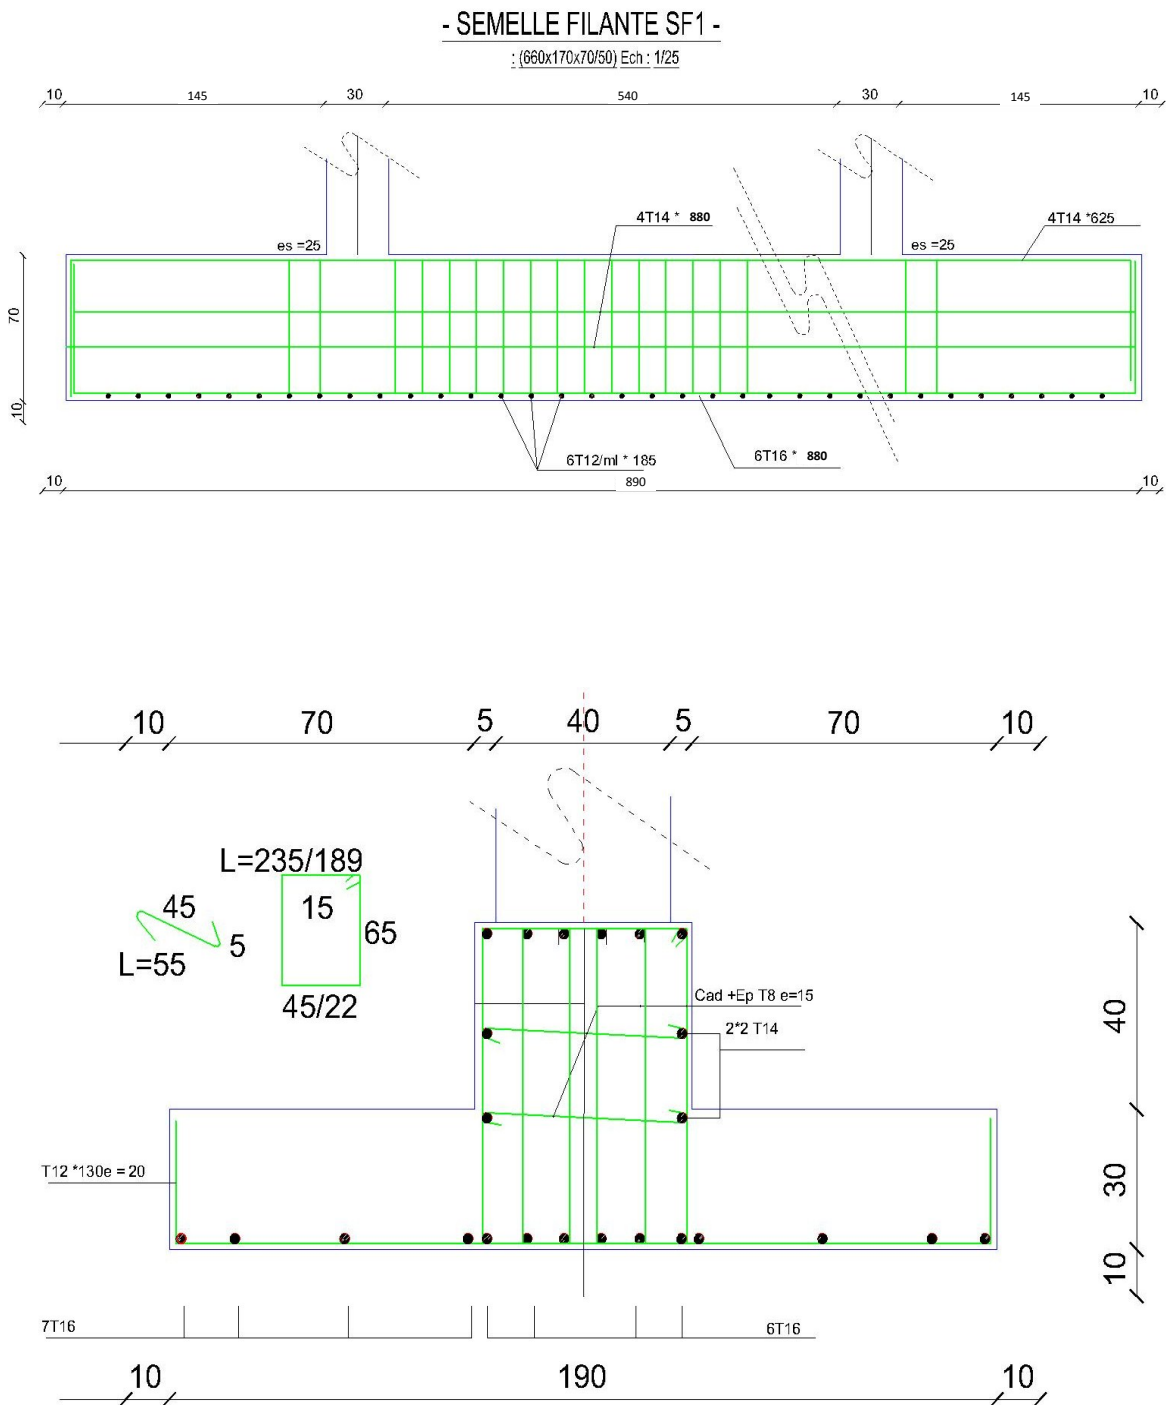 - SEMELLE FILANTE SF1 -
: (660x170x70/50) Ech : 1/25
10 145 30 540 30 145 10
4T14 * 880
4T14 *625
es =25
es =25
70
10
6T12/ml * 185
6T16 * 880
10 890 10
10 70 5 40 5 70 10
L=235/189
45
15
5
65
L=55
45/22
Cad +Ep T8 e=15
2*2 T14
40
T12 *130e = 20
30
10
7T16
6T16
10 190 10